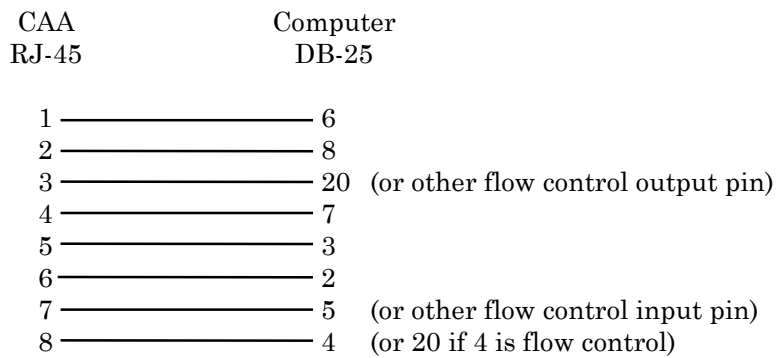 CAA Computer
RJ-45 DB-25
1 6
2 8
3 20 (or other flow control output pin)
4 7
5 3
6 2
7 5 (or other flow control input pin)
8 4 (or 20 if 4 is flow control)